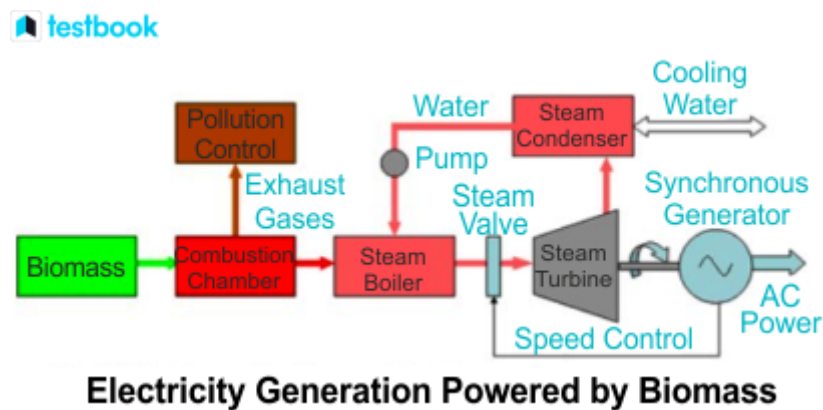 testbook
Pollution
Control
Exhaust
Gases
Water
Pump
Steam
Condenser
Cooling
Water
Steam
Valve
Synchronous
Generator
Biomass
Combustion
Chamber
Steam
Boiler
Steam
Turbine
AC
Power
Speed Control
Electricity Generation Powered by Biomass